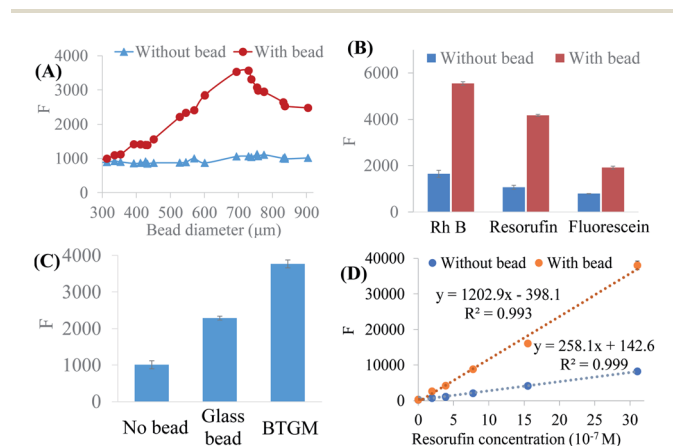 (A)
Without bead
With bead
4000
3000
2000
1000
0
F
300 400 500 600 700 800 900
Bead diameter (µm)
(B)
Without bead
With bead
6000
4000
2000
0
F
Rh B
Resorufin
Fluorescein
(C)
4000
3000
2000
1000
0
F
No bead
Glass
bead
BTGM
(D)
Without bead
With bead
40000
30000
20000
10000
0
F
y = 1202.9x - 398.1
R² = 0.993
y = 258.1x + 142.6
R² = 0.999
0 5 10 15 20 25 30
Resorufin concentration (10⁻⁷ M)